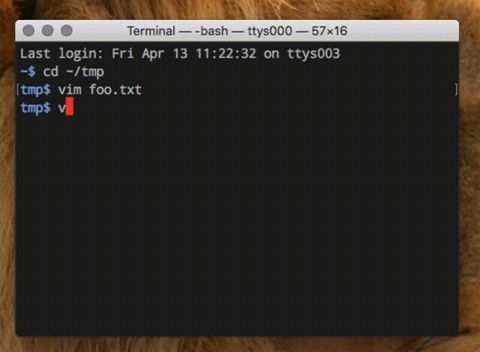 Terminal — -bash — ttys000 — 57×16
Last login: Fri Apr 13 11:22:32 on ttys003
~$ cd ~/tmp
[tmp$ vim foo.txt ]
tmp$ v